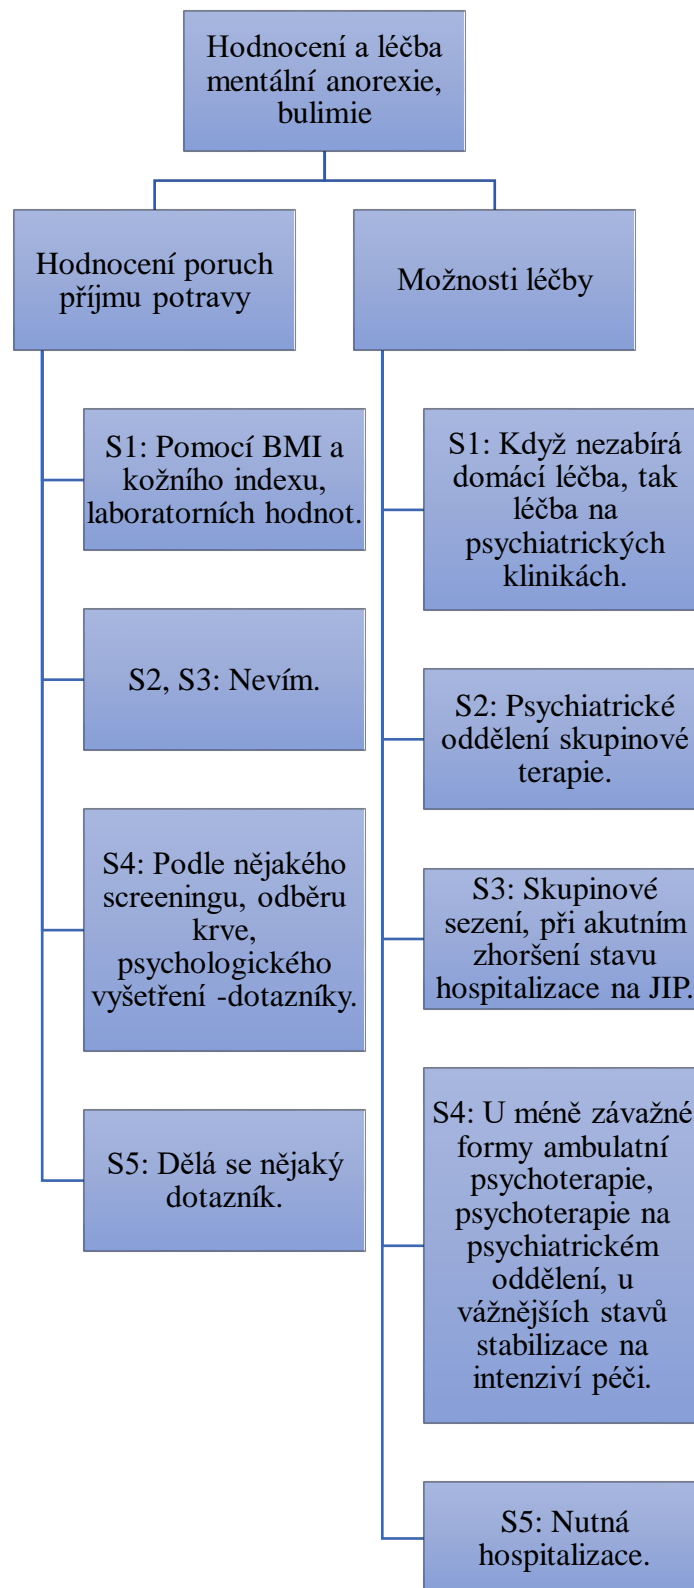 Hodnocení a léčba
mentální anorexie,
bulimie
Hodnocení poruch
příjmu potravy
S1: Pomocí BMI a
kožního indexu,
laboratorních hodnot.
S2, S3: Nevím.
S4: Podle nějakého
screeningu, odběru
krve,
psychologického
vyšetření -dotazníky.
S5: Dělá se nějaký
dotazník.
Možnosti léčby
S1: Když nezabírá
domácí léčba, tak
léčba na
psychiatrických
klinikách.
S2: Psychiatrické
oddělení skupinové
terapie.
S3: Skupinové
sezení, při akutním
zhoršení stavu
hospitalizace na JIP.
S4: U méně závažné
formy ambulatní
psychoterapie,
psychoterapie na
psychiatrickém
oddělení, u
vážnějších stavů
stabilizace na
intenziví péči.
S5: Nutná
hospitalizace.